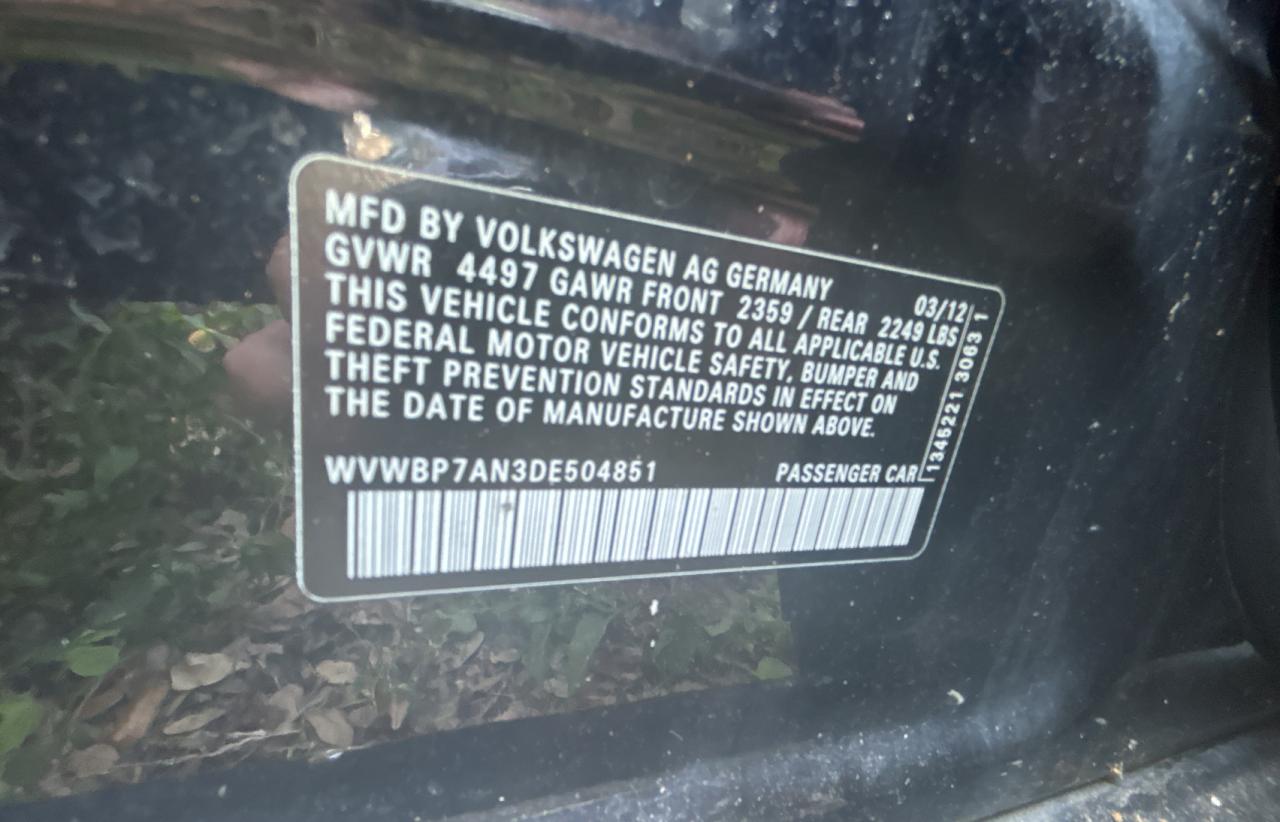 MFD BY VOLKSWAGEN AG GERMANY
03/12
GVWR 4497 GAWR FRONT 2359 / REAR 2249 LBS
THIS VEHICLE CONFORMS TO ALL APPLICABLE U.S.
FEDERAL MOTOR VEHICLE SAFETY, BUMPER AND
THEFT PREVENTION STANDARDS IN EFFECT ON
THE DATE OF MANUFACTURE SHOWN ABOVE.
WVWBP7AN3DE504851 PASSENGER CAR
1345221 3063 1